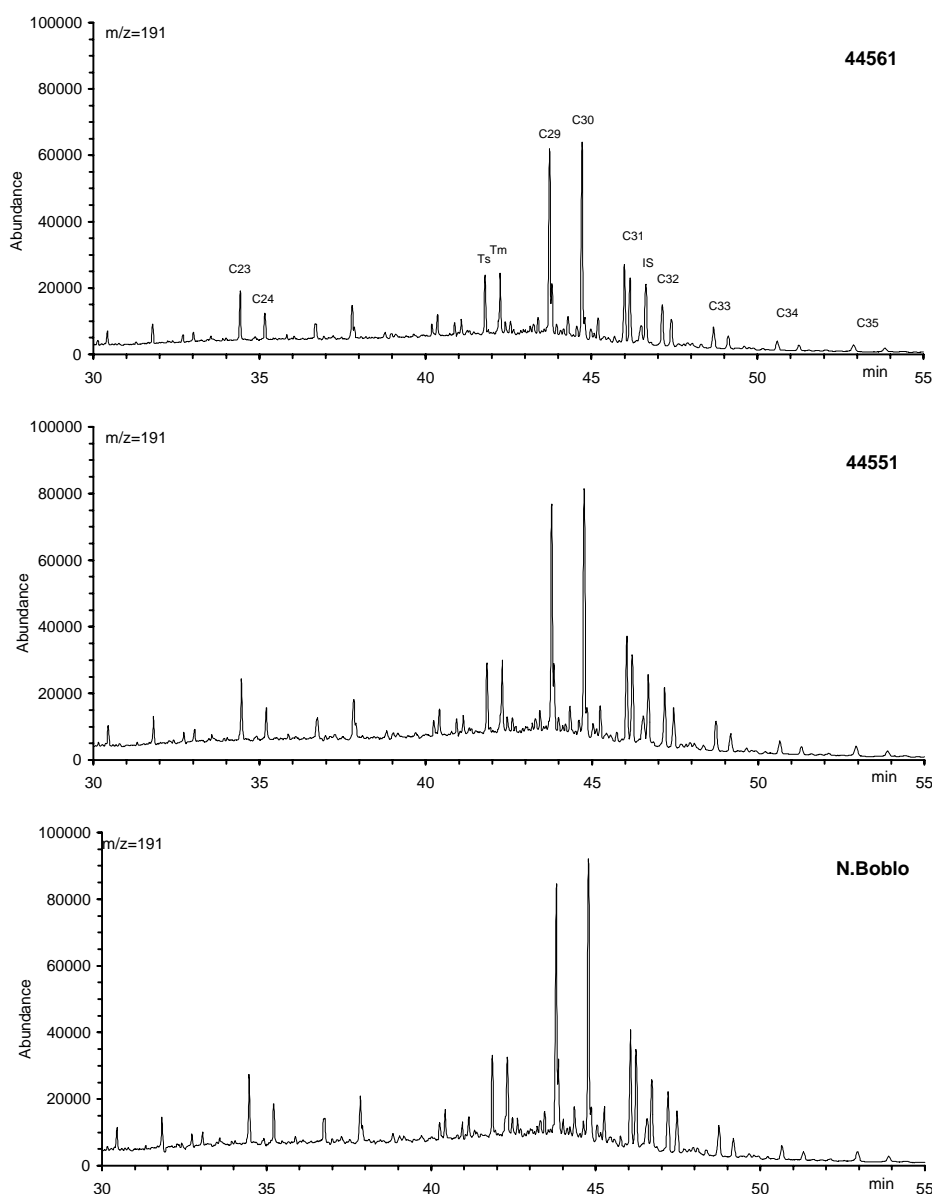 100000
m/z=191
44561
80000
C29
C30
60000
Abundance
40000
C31
Ts
Tm
IS
C23
C24
C32
20000
C33
C34
C35
0
min
30
35
40
45
50
55
100000
m/z=191
44551
80000
60000
Abundance
40000
20000
0
min
30
35
40
45
50
55
100000
m/z=191
N.Boblo
80000
60000
Abundance
40000
20000
0
min
30
35
40
45
50
55